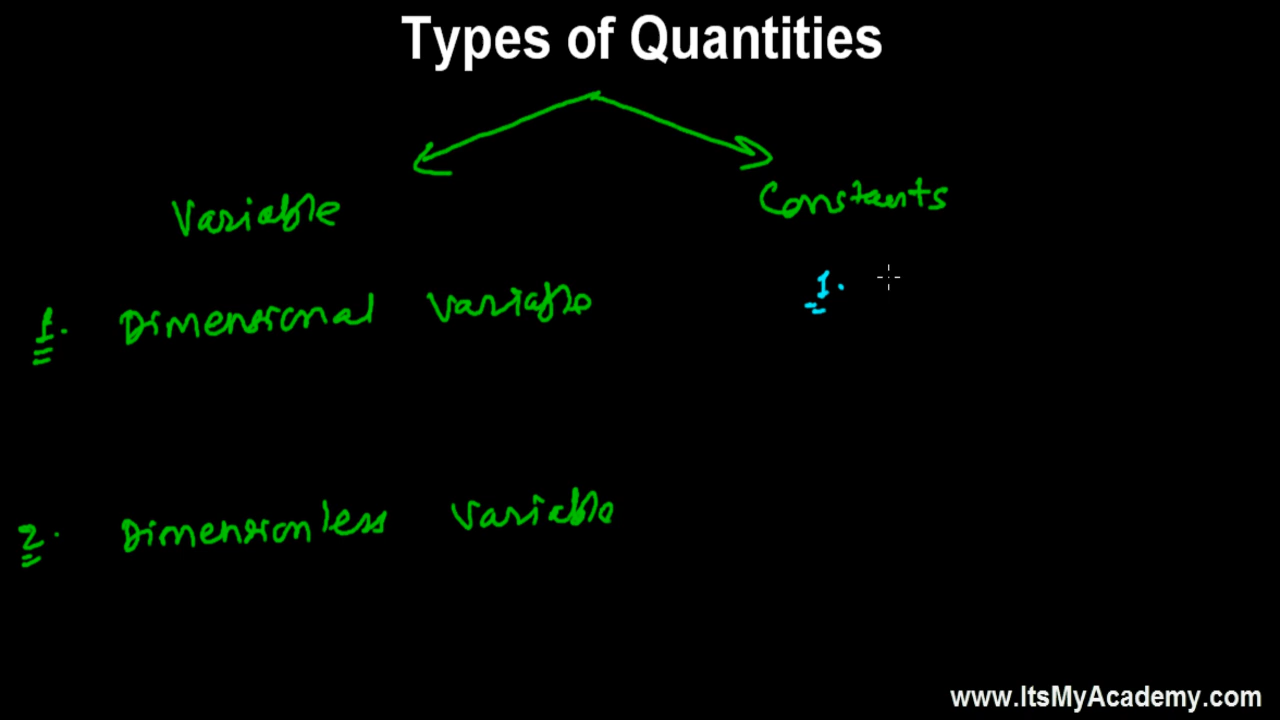 Types of Quantities
Variable
Constants
1. Dimensional Variable
1.
2. Dimensionless Variable
www.ItsMyAcademy.com